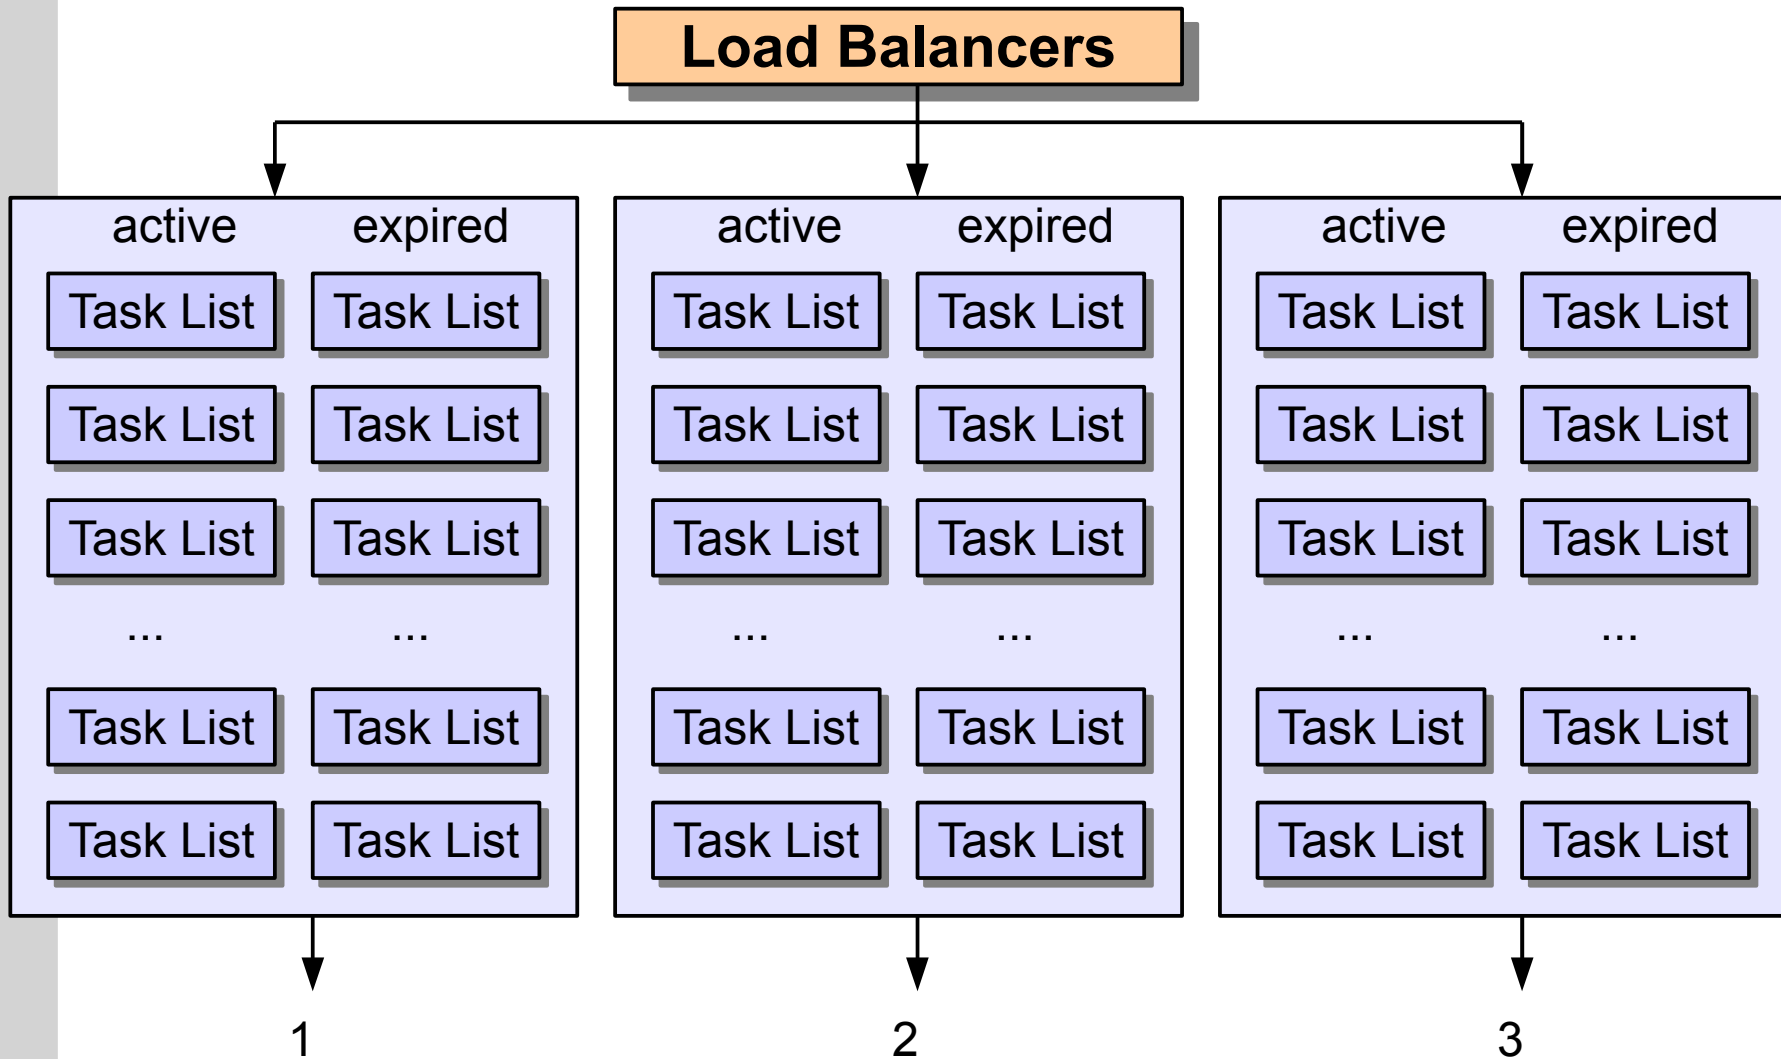 Load Balancers
active expired active expired active expired
Task List Task List Task List Task List Task List Task List
Task List Task List Task List Task List Task List Task List
Task List Task List Task List Task List Task List Task List
... ... ... ... ... ...
Task List Task List Task List Task List Task List Task List
Task List Task List Task List Task List Task List Task List
1 2 3